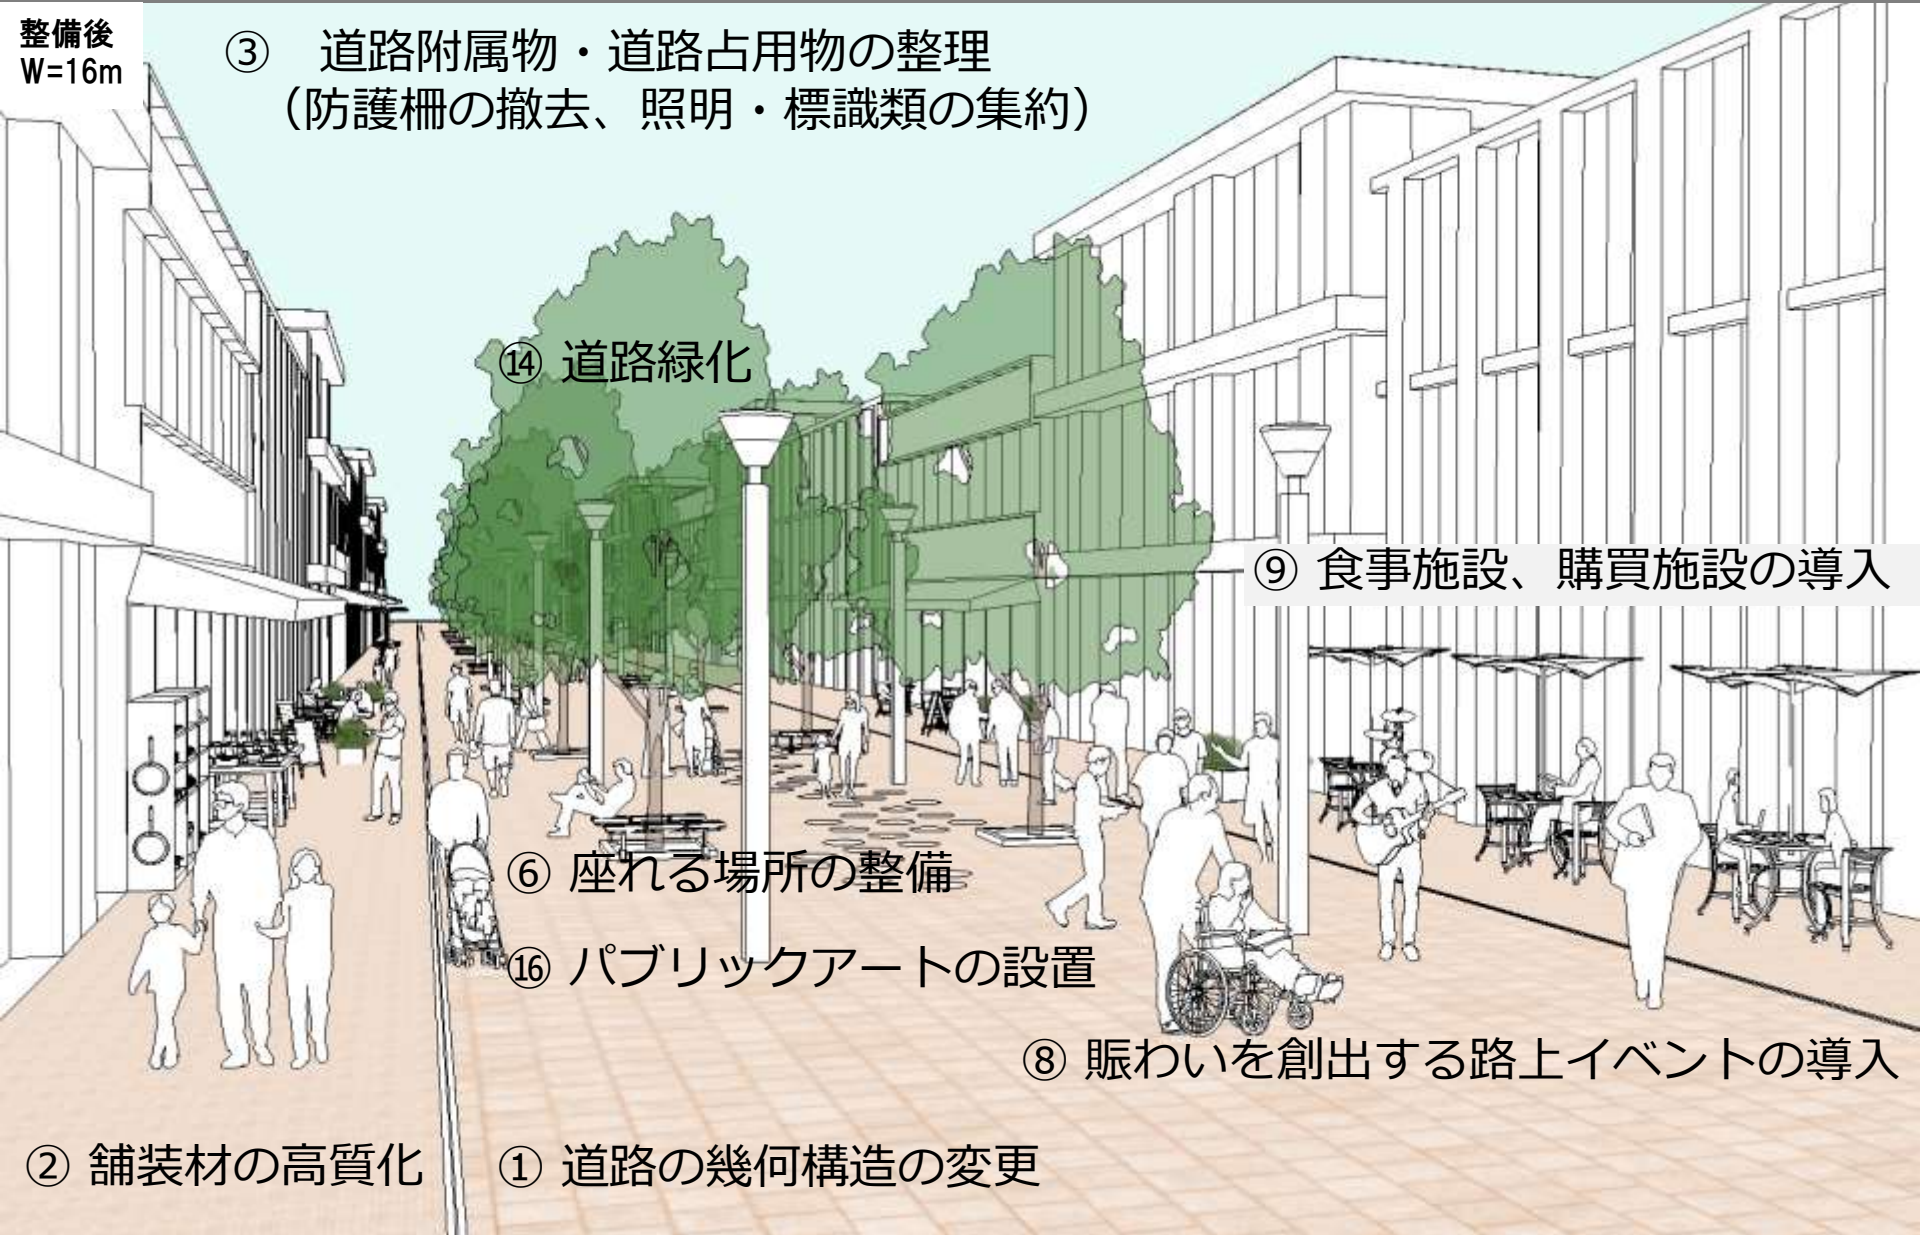 整備後
W=16m
③　道路附属物・道路占用物の整理
（防護柵の撤去、照明・標識類の集約）
⑭ 道路緑化
⑨ 食事施設、購買施設の導入
⑥ 座れる場所の整備
⑯ パブリックアートの設置
⑧ 賑わいを創出する路上イベントの導入
② 舗装材の高質化
① 道路の幾何構造の変更